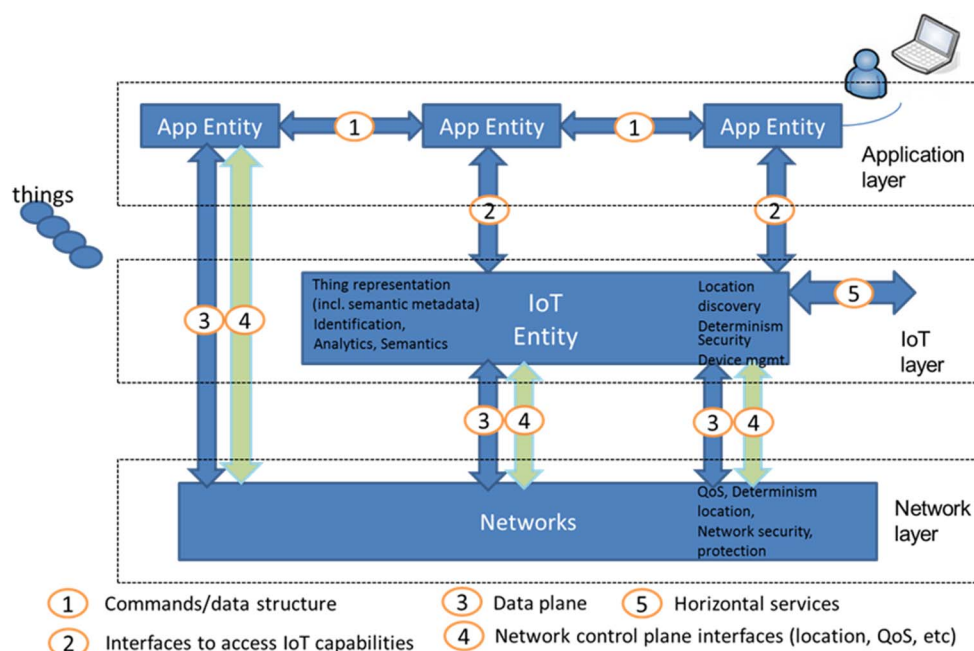 App Entity
1
App Entity
1
App Entity
Application
layer
things
2
2
Thing representation
(incl. semantic metadata)
Identification,
Analytics, Semantics
IoT
Entity
Location
discovery
Determinism
Security
Device mgmt.
5
IoT
layer
3
4
3
4
3
4
Networks
QoS, Determinism
location,
Network security,
protection
Network
layer
1 Commands/data structure
3 Data plane
5 Horizontal services
2 Interfaces to access IoT capabilities
4 Network control plane interfaces (location, QoS, etc)